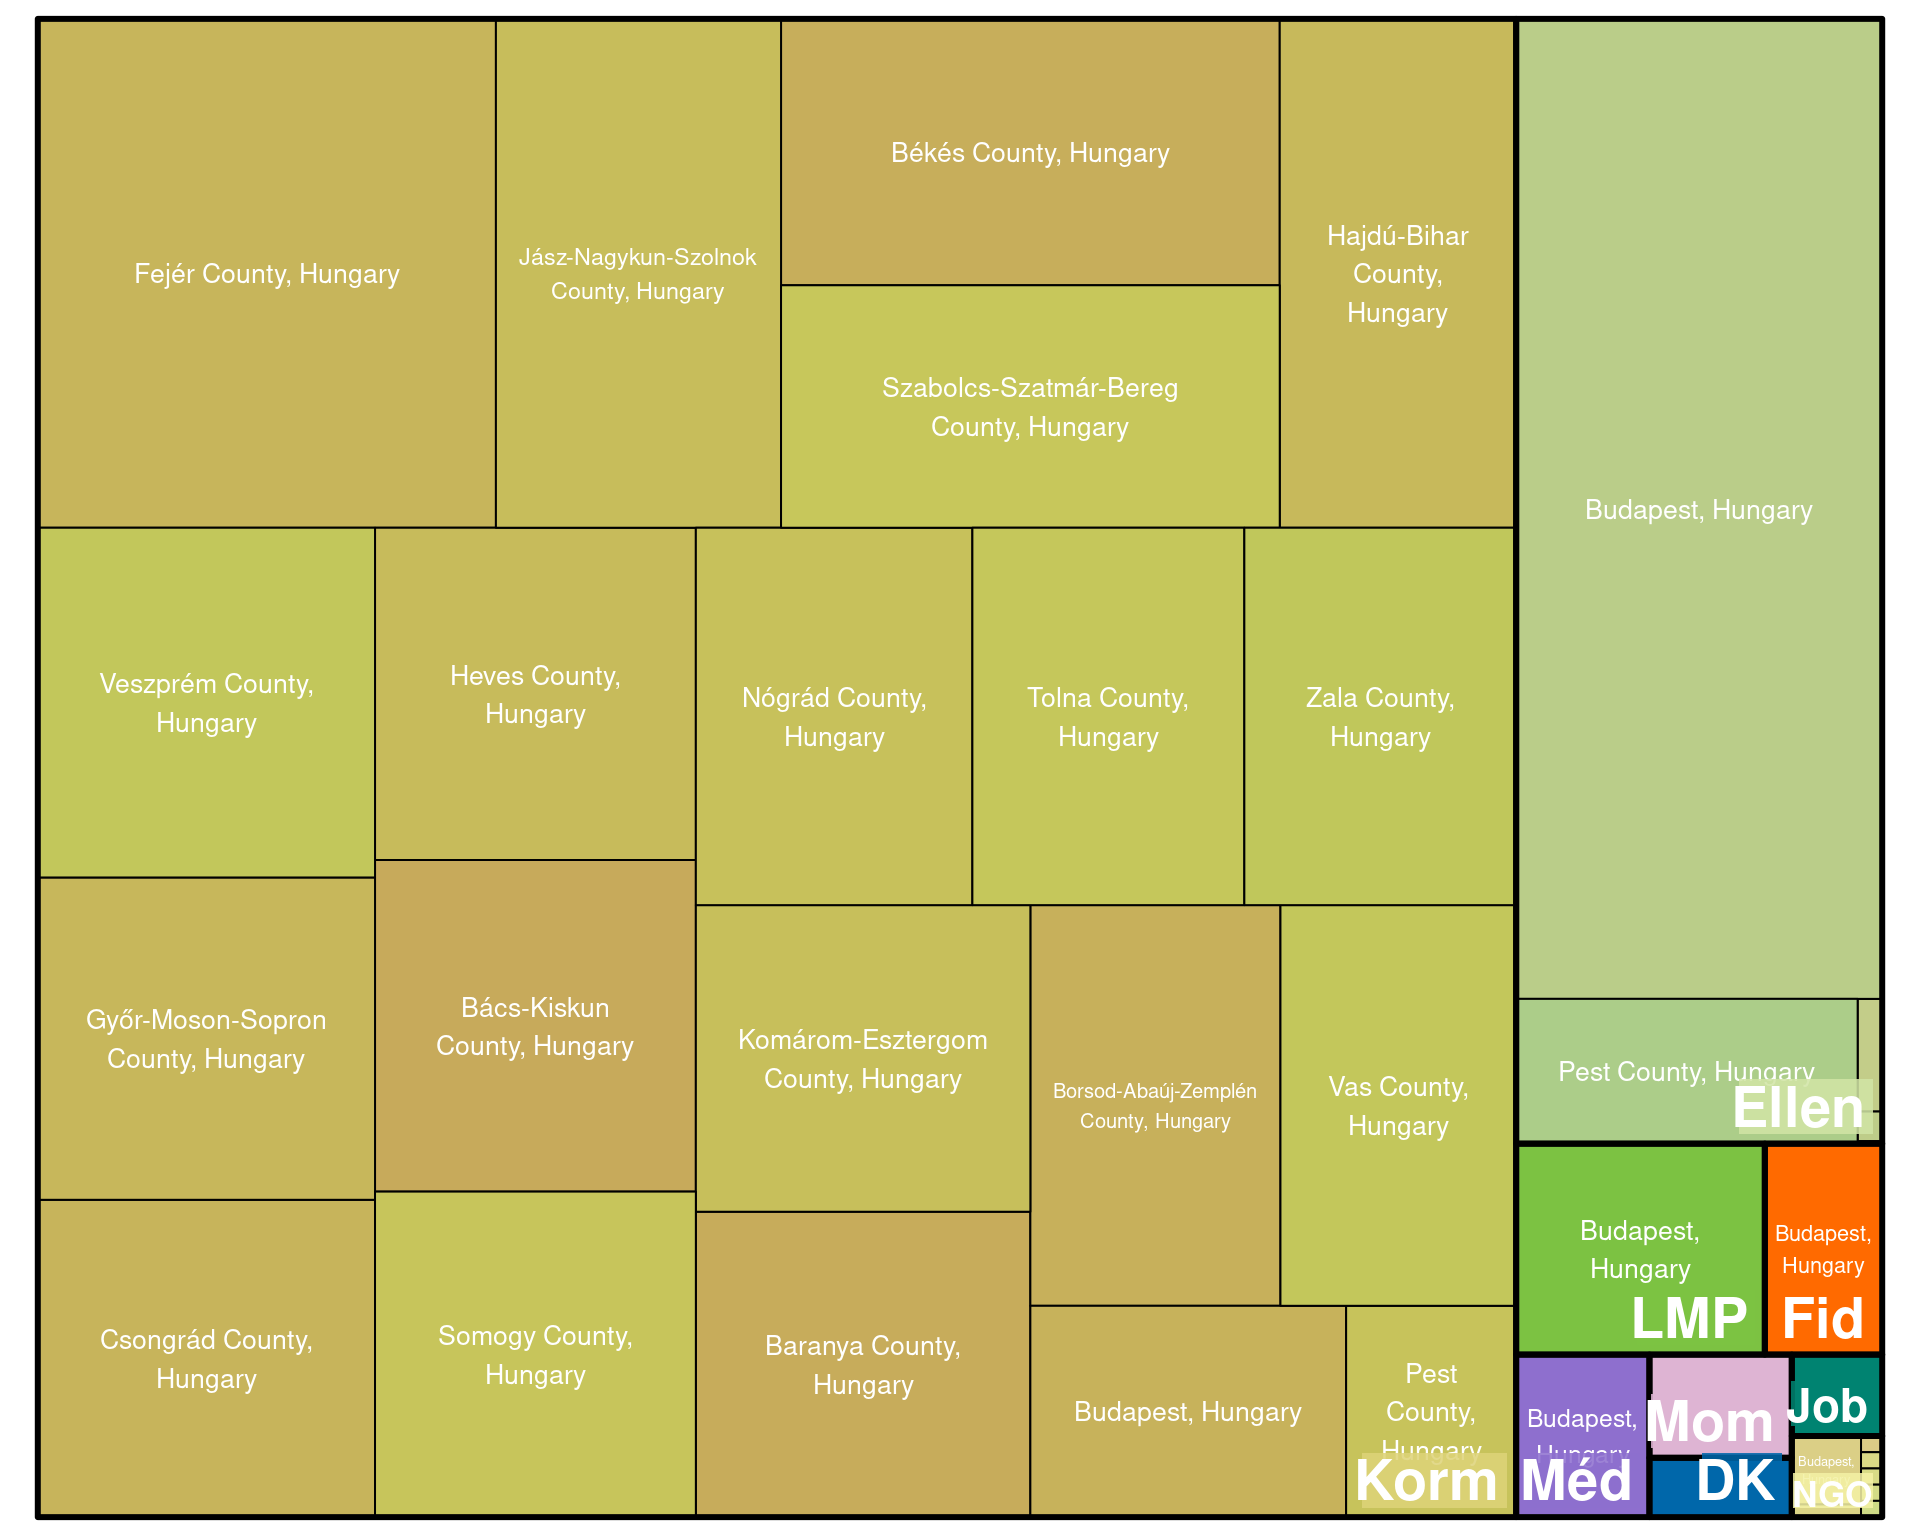 Fejér County, Hungary
Jász-Nagykun-Szolnok
County, Hungary
Békés County, Hungary
Szabolcs-Szatmár-Bereg
County, Hungary
Hajdú-Bihar
County,
Hungary
Veszprém County,
Hungary
Heves County,
Hungary
Nógrád County,
Hungary
Tolna County,
Hungary
Zala County,
Hungary
Győr-Moson-Sopron
County, Hungary
Bács-Kiskun
County, Hungary
Komárom-Esztergom
County, Hungary
Borsod-Abaúj-Zemplén
County, Hungary
Vas County,
Hungary
Csongrád County,
Hungary
Somogy County,
Hungary
Baranya County,
Hungary
Budapest, Hungary
Pest
County,
Hungary
Korm
Budapest, Hungary
Pest County, Hungary
Ellen
Budapest,
Hungary
LMP
Budapest,
Hungary
Fid
Budapest,
Hungary
Méd
Mom
DK
Job
Budapest,
NGO